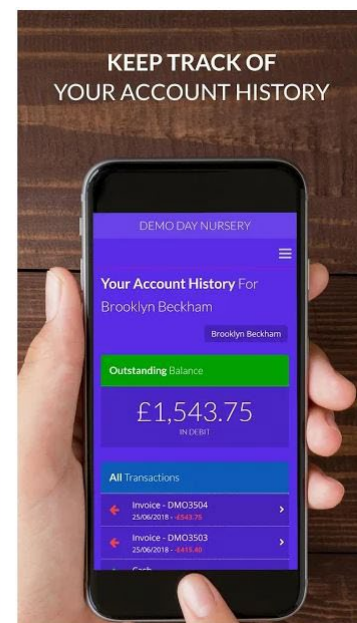 KEEP TRACK OF
YOUR ACCOUNT HISTORY
DEMO DAY NURSERY
Your Account History For
Brooklyn Beckham
Brooklyn Beckham
Outstanding Balance
£1,543.75
IN DEBIT
All Transactions
Invoice - DMO3504
25/06/2018 - -£543.75
Invoice - DMO3503
25/06/2018 - -£415.40
Cash